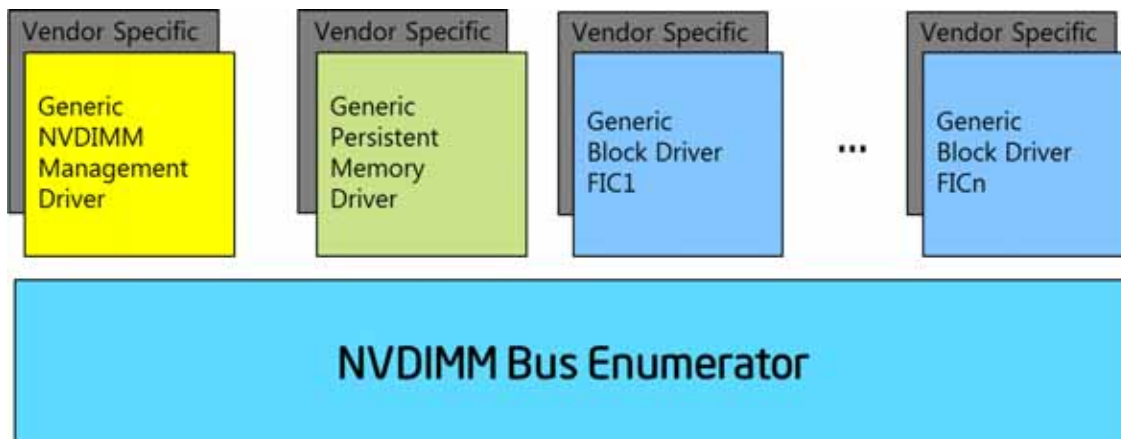 Vendor Specific
Generic
NVDIMM
Management
Driver
Vendor Specific
Generic
Persistent
Memory
Driver
Vendor Specific
Generic
Block Driver
FIC1
...
Vendor Specific
Generic
Block Driver
FICn
NVDIMM Bus Enumerator